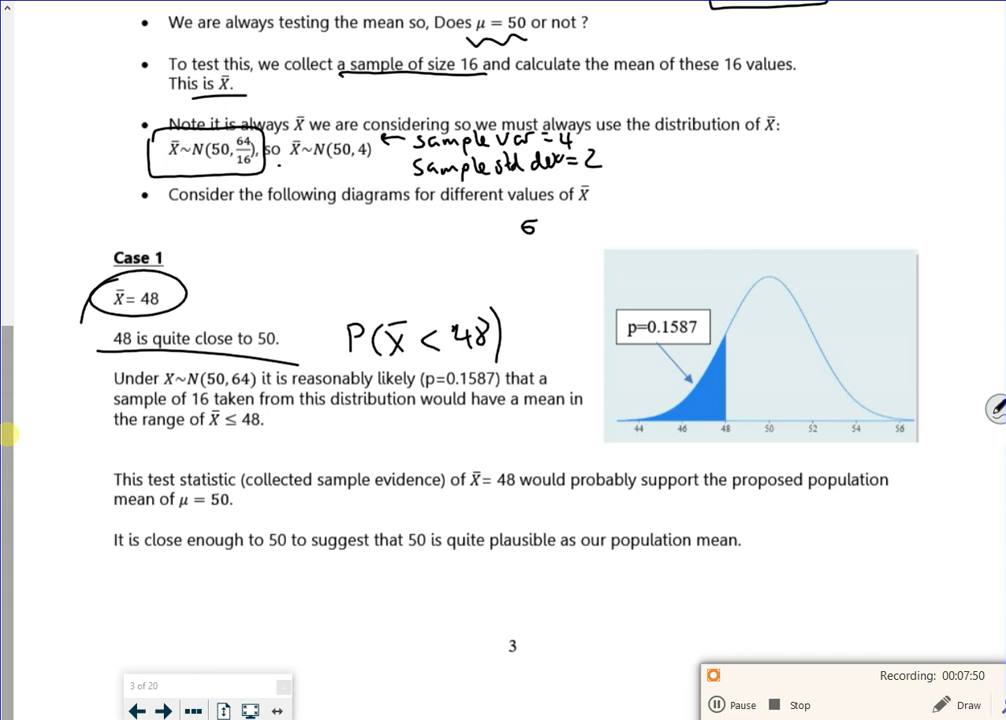 • We are always testing the mean so, Does μ = 50 or not ?
• To test this, we collect a sample of size 16 and calculate the mean of these 16 values.
This is X̄.
• Note it is always X̄ we are considering so we must always use the distribution of X̄:
X̄~N(50, 64/16), so X̄~N(50, 4) ← sample var = 4
sample std dev = 2
• Consider the following diagrams for different values of X̄
6
Case 1
X̄ = 48
48 is quite close to 50.
P(X̄ < 48)
Under X~N(50, 64) it is reasonably likely (p=0.1587) that a
sample of 16 taken from this distribution would have a mean in
the range of X̄ ≤ 48.
p=0.1587
44 46 48 50 52 54 56
This test statistic (collected sample evidence) of X̄ = 48 would probably support the proposed population
mean of μ = 50.
It is close enough to 50 to suggest that 50 is quite plausible as our population mean.
3
3 of 20
Recording: 00:07:50
Pause Stop Draw